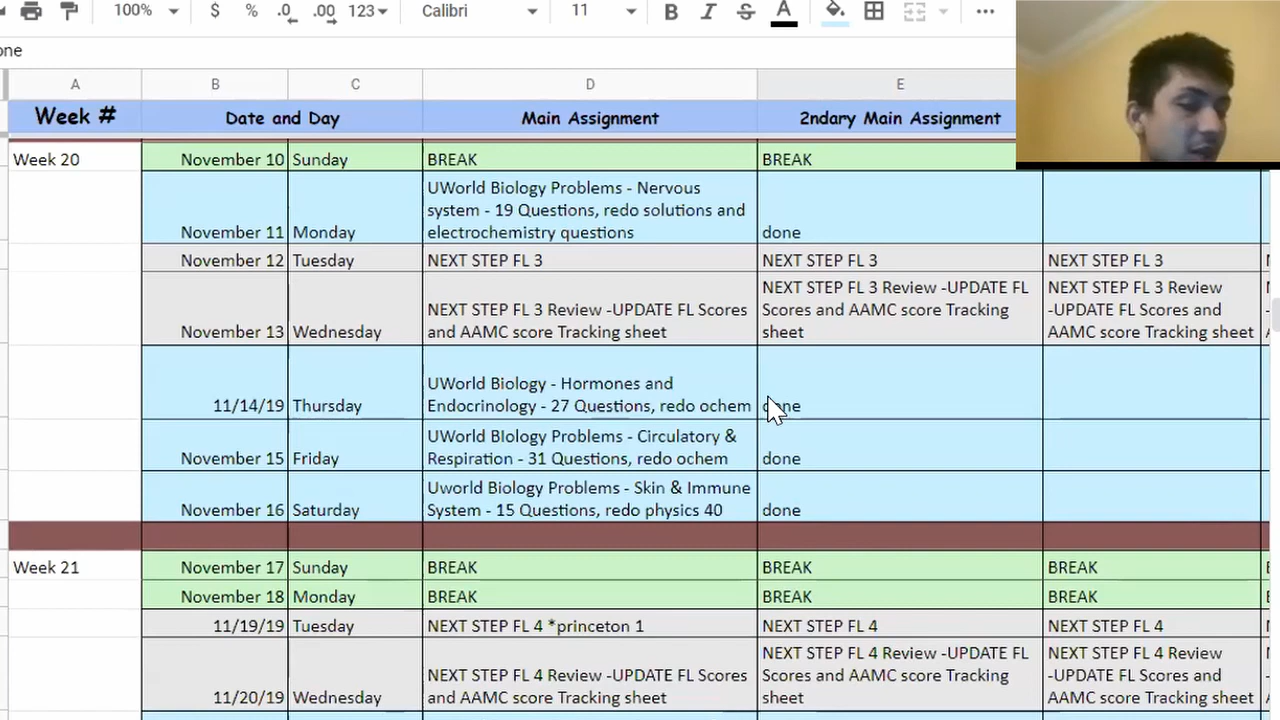 100% $ % .0 .00 123 Calibri 11 B I S A
one
A B C D E
Week # Date and Day Main Assignment 2ndary Main Assignment
Week 20 November 10 Sunday BREAK BREAK
UWorld Biology Problems - Nervous
system - 19 Questions, redo solutions and
November 11 Monday electrochemistry questions done
November 12 Tuesday NEXT STEP FL 3 NEXT STEP FL 3 NEXT STEP FL 3
NEXT STEP FL 3 Review -UPDATE FL NEXT STEP FL 3 Review
NEXT STEP FL 3 Review -UPDATE FL Scores Scores and AAMC score Tracking -UPDATE FL Scores and
November 13 Wednesday and AAMC score Tracking sheet sheet AAMC score Tracking sheet
UWorld Biology - Hormones and
11/14/19 Thursday Endocrinology - 27 Questions, redo ochem done
UWorld BIology Problems - Circulatory &
November 15 Friday Respiration - 31 Questions, redo ochem done
Uworld Biology Problems - Skin & Immune
November 16 Saturday System - 15 Questions, redo physics 40 done
Week 21 November 17 Sunday BREAK BREAK BREAK
November 18 Monday BREAK BREAK BREAK
11/19/19 Tuesday NEXT STEP FL 4 *princeton 1 NEXT STEP FL 4 NEXT STEP FL 4
NEXT STEP FL 4 Review -UPDATE FL NEXT STEP FL 4 Review
NEXT STEP FL 4 Review -UPDATE FL Scores Scores and AAMC score Tracking -UPDATE FL Scores and
11/20/19 Wednesday and AAMC score Tracking sheet sheet AAMC score Tracking sheet